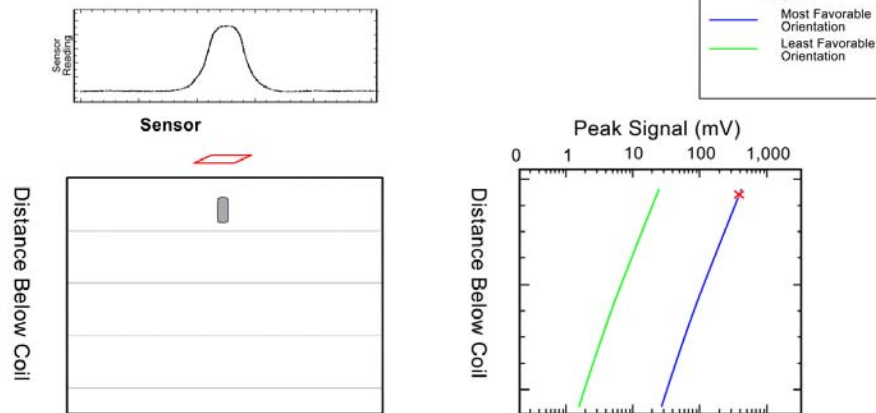 Sensor
Reading
Most Favorable
Orientation
Least Favorable
Orientation
Sensor
Distance Below Coil
Peak Signal (mV)
0 1 10 100 1,000
Distance Below Coil